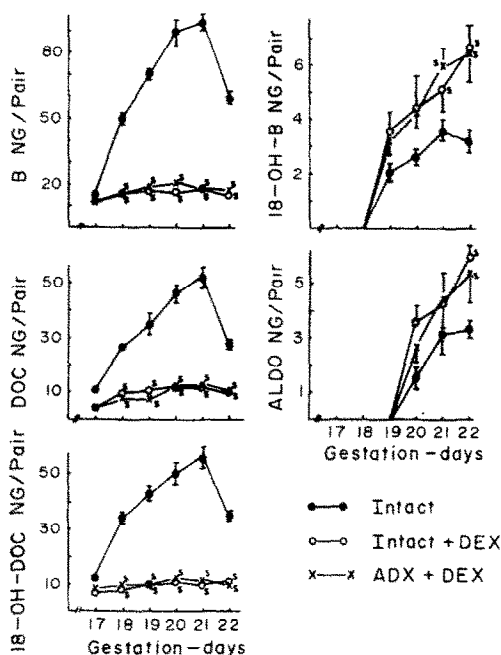 B NG/Pair
80
50
20
s s s s s
s s s s s
DOC NG/Pair
50
30
10
s s s s s
s s s s s
18-OH-DOC NG/Pair
50
30
10
s s s s s
s s s s s
17 18 19 20 21 22
Gestation-days
18-OH-B NG/Pair
6
4
2
s s s
s s
ALDO NG/Pair
5
3
1
s
s
17 18 19 20 21 22
Gestation-days
Intact
Intact + DEX
ADX + DEX